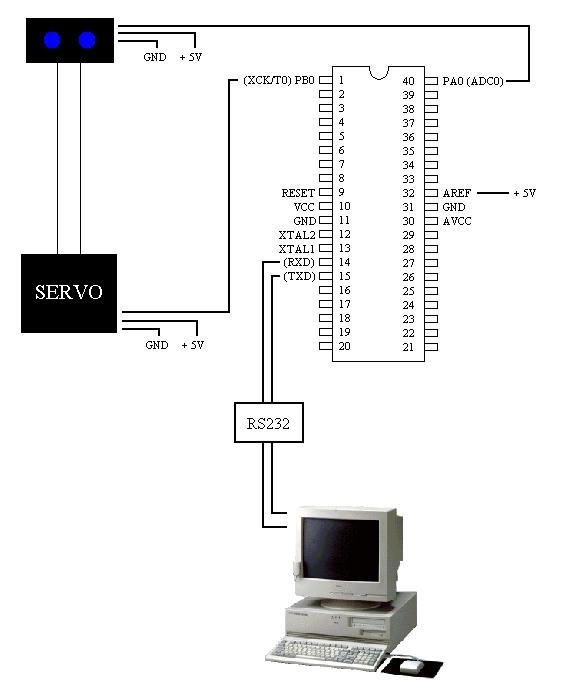 GND + 5V
(XCK/T0) PB0 1 40 PA0 (ADC0)
2 39
3 38
4 37
5 36
6 35
7 34
8 33
RESET 9 32 AREF + 5V
VCC 10 31 GND
GND 11 30 AVCC
XTAL2 12 29
XTAL1 13 28
(RXD) 14 27
(TXD) 15 26
16 25
17 24
18 23
19 22
20 21
SERVO
GND + 5V
RS232